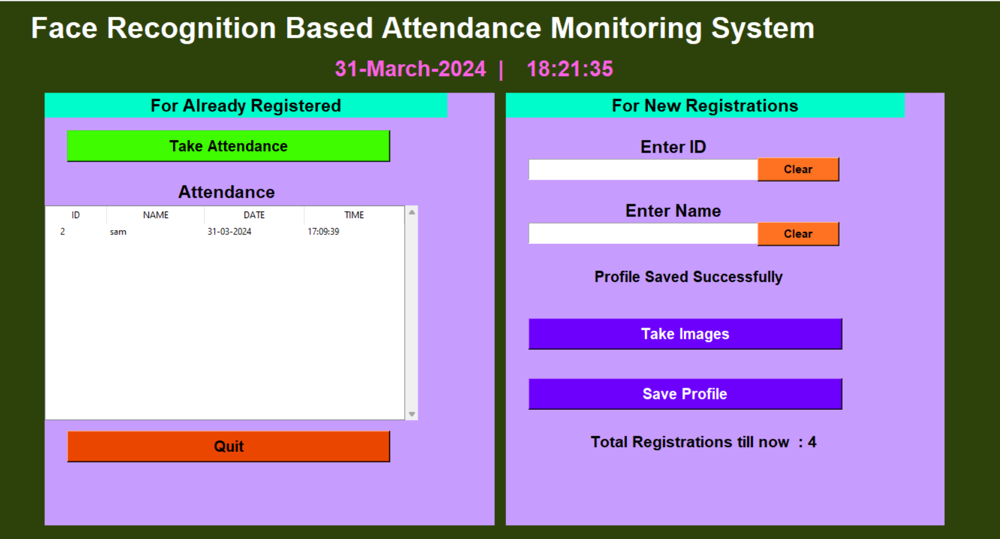 Face Recognition Based Attendance Monitoring System
31-March-2024 | 18:21:35
For Already Registered
Take Attendance
Attendance
ID NAME DATE TIME
2 sam 31-03-2024 17:09:39
Quit
For New Registrations
Enter ID
Clear
Enter Name
Clear
Profile Saved Successfully
Take Images
Save Profile
Total Registrations till now : 4